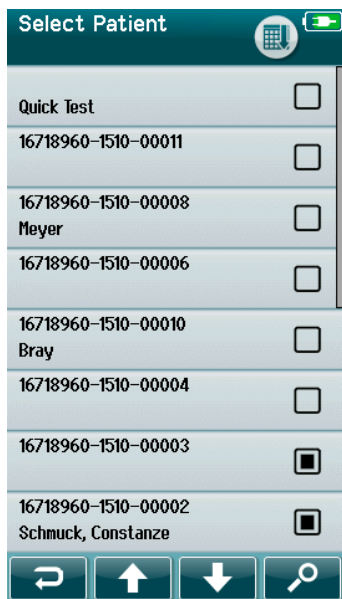 Select Patient
Quick Test
16718960-1510-00011
16718960-1510-00008
Meyer
16718960-1510-00006
16718960-1510-00010
Bray
16718960-1510-00004
16718960-1510-00003
16718960-1510-00002
Schmuck, Constanze